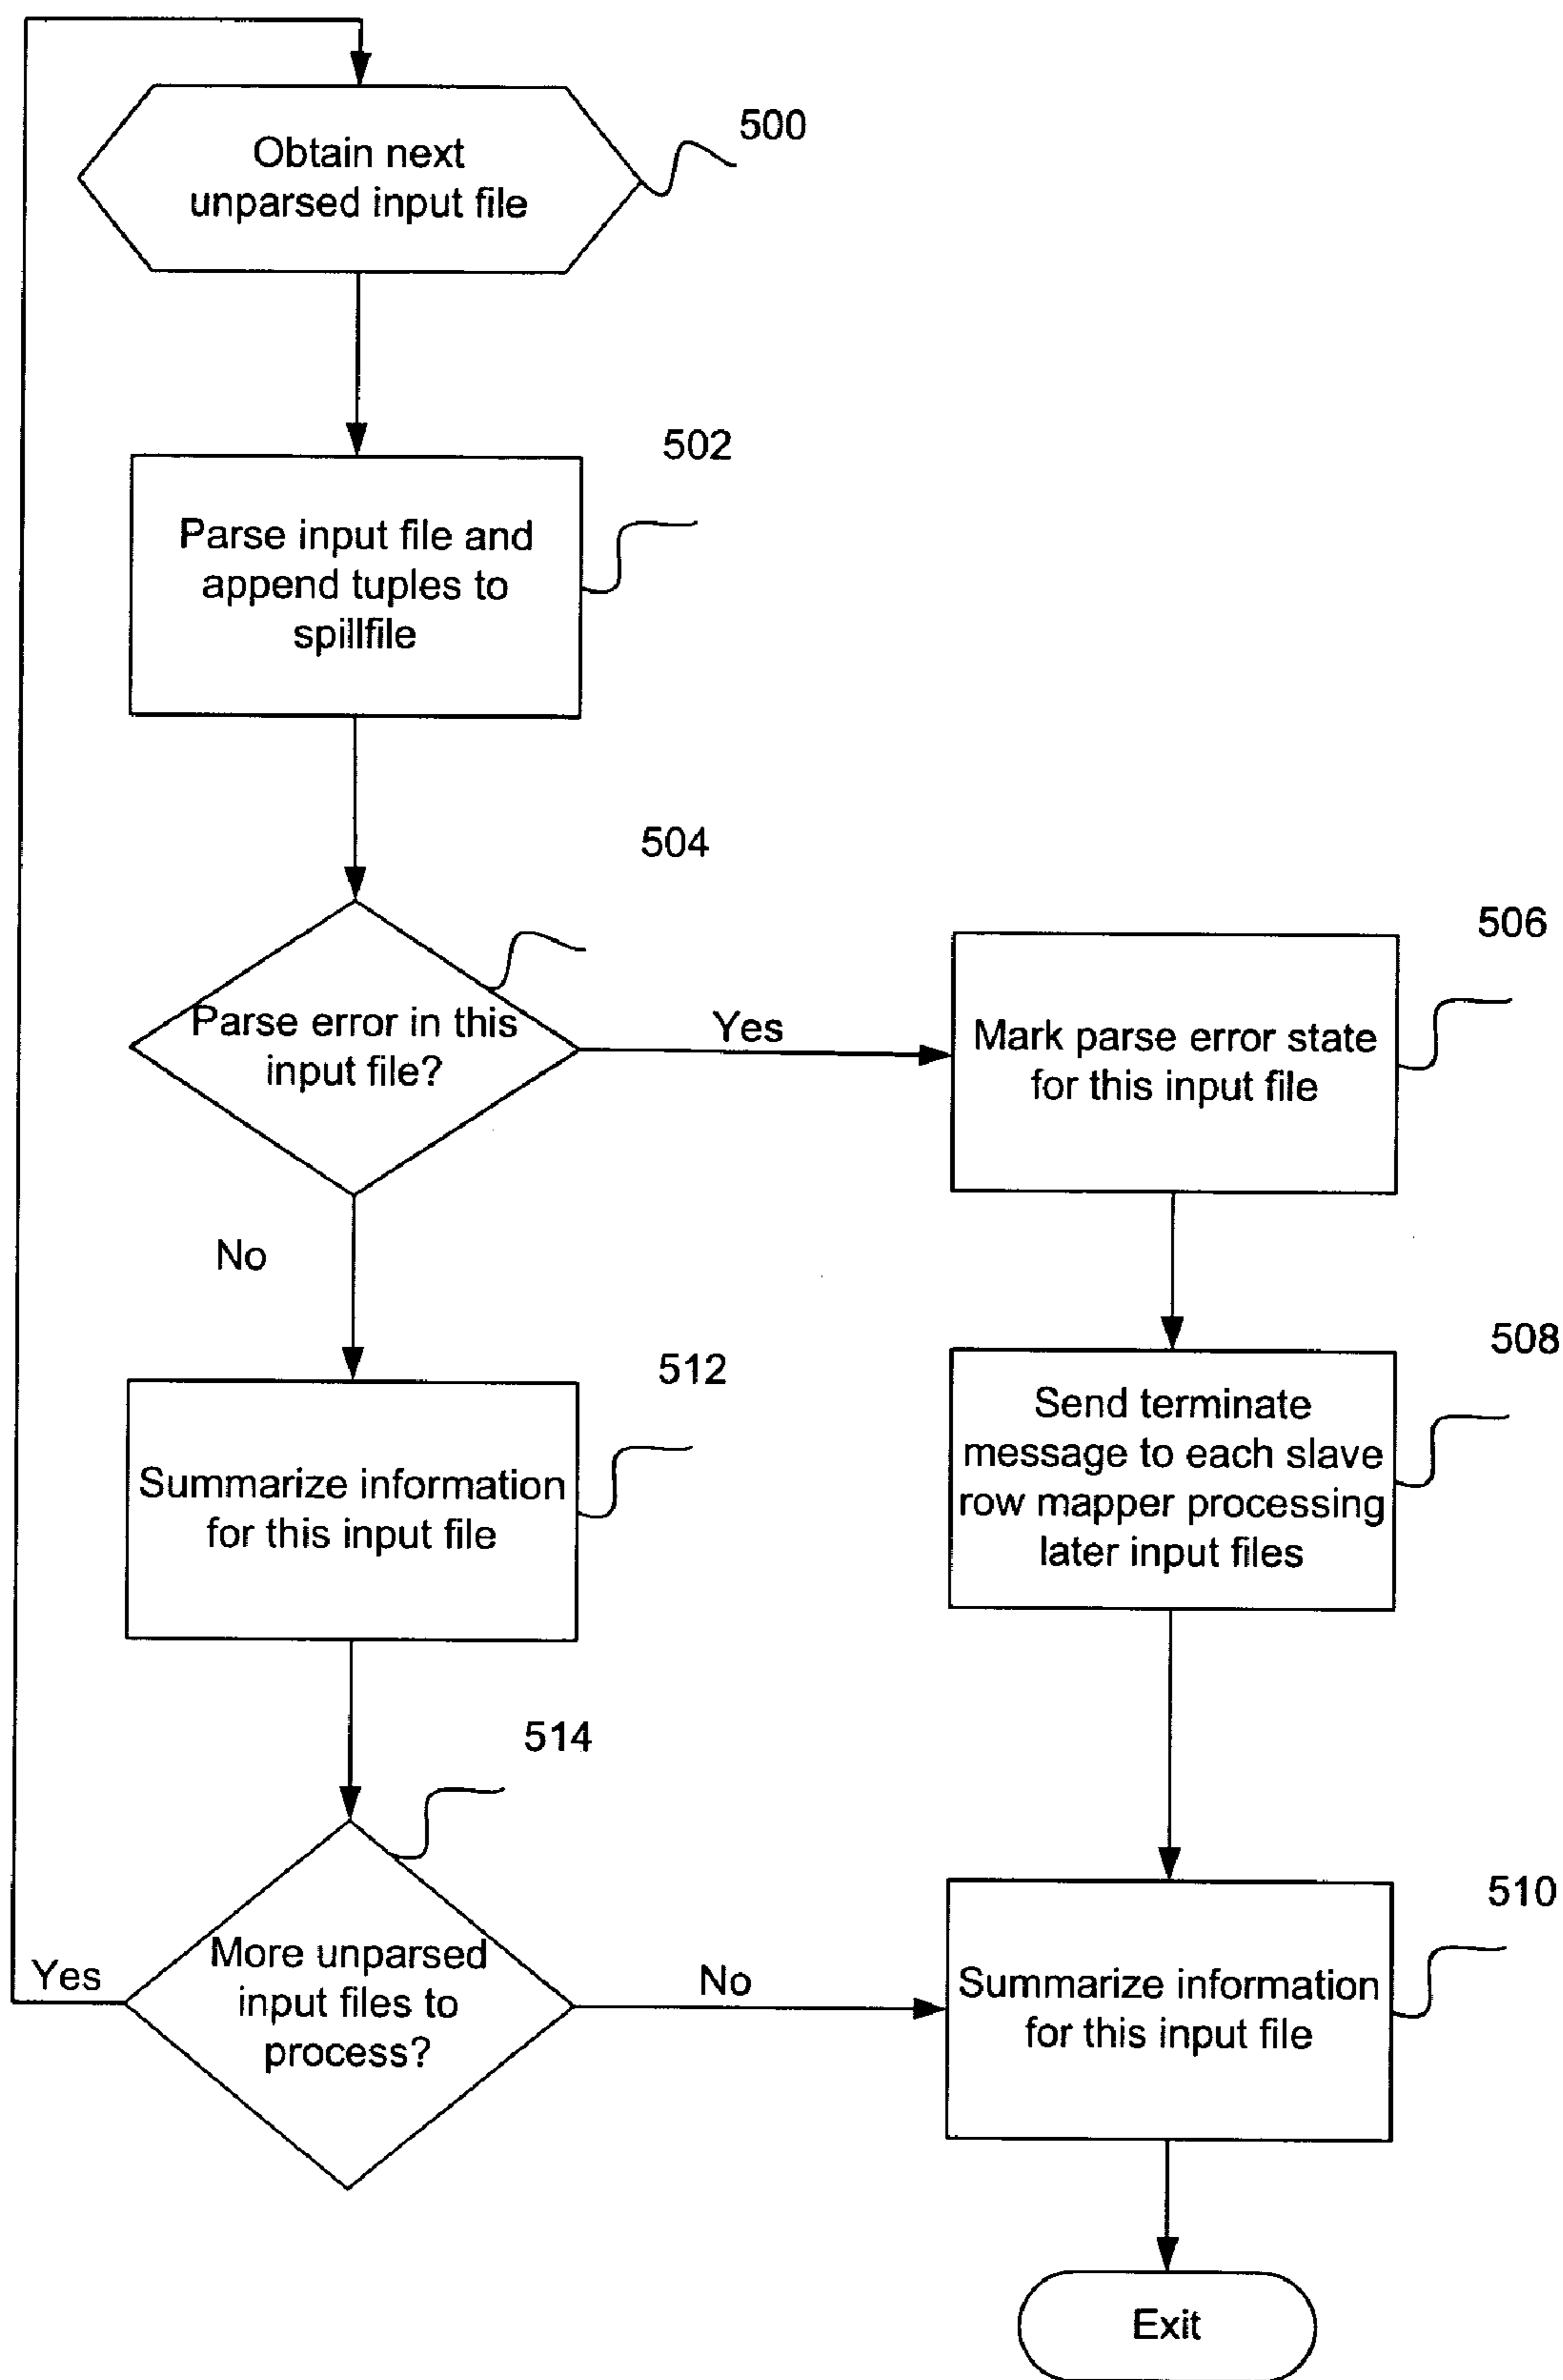 500
Obtain next
unparsed input file
502
Parse input file and
append tuples to
spillfile
504
Parse error in this
input file?
Yes
506
Mark parse error state
for this input file
No
508
Send terminate
message to each slave
row mapper processing
later input files
512
Summarize information
for this input file
514
More unparsed
input files to
process?
Yes
No
510
Summarize information
for this input file
Exit